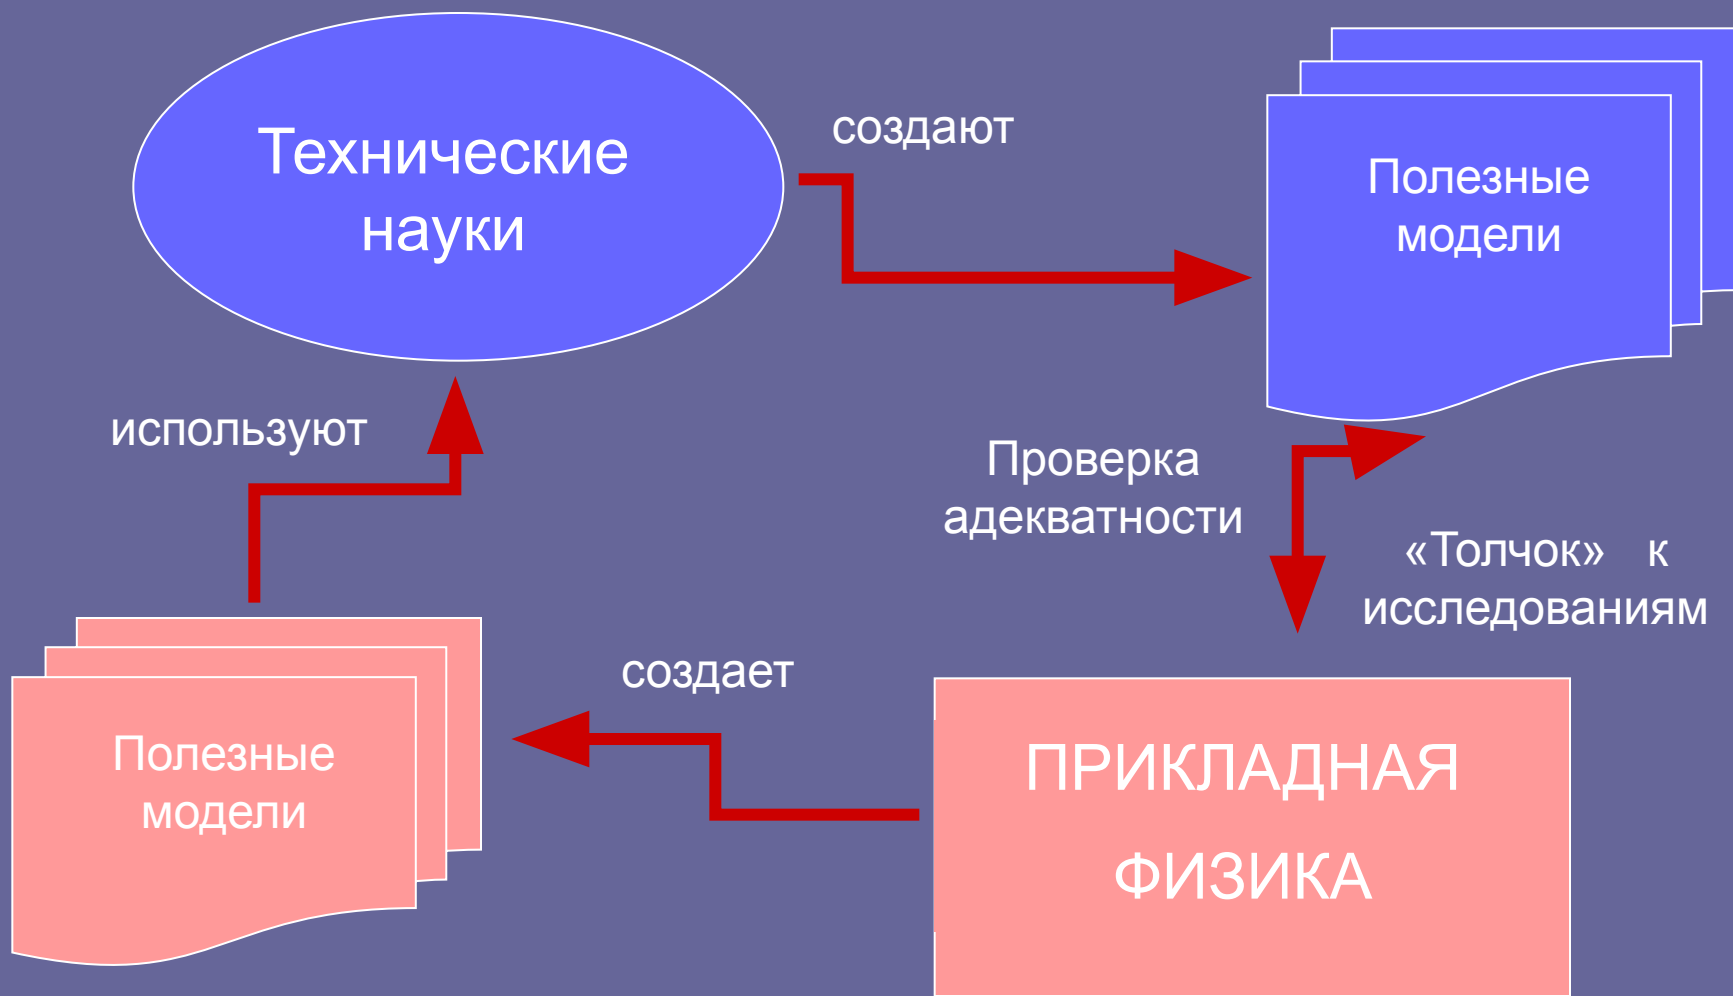 Технические
науки
создают
Полезные
модели
используют
Проверка
адекватности
«Толчок» к
исследованиям
создает
Полезные
модели
ПРИКЛАДНАЯ
ФИЗИКА